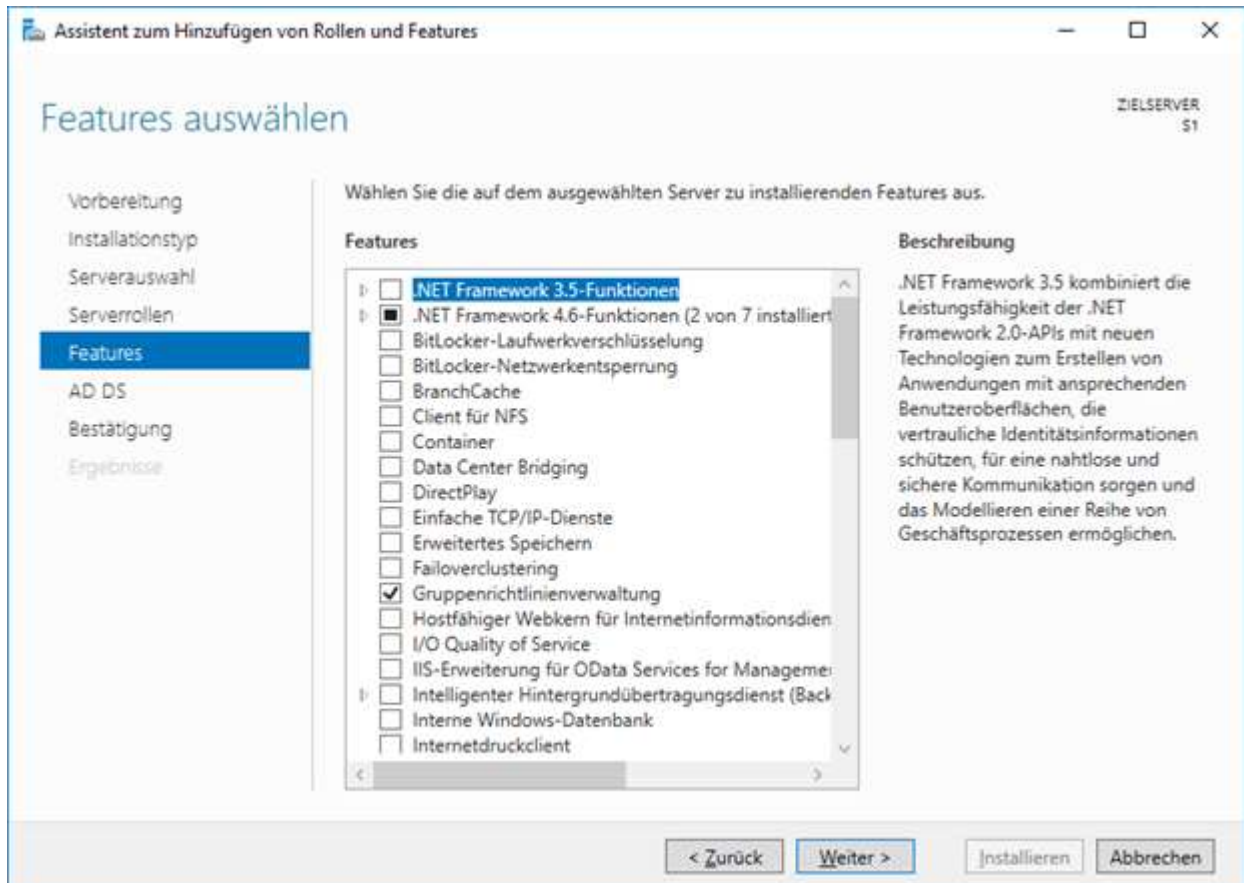 Assistent zum Hinzufügen von Rollen und Features
Features auswählen
ZIELSERVER
S1
Vorbereitung
Installationstyp
Serverauswahl
Serverrollen
Features
AD DS
Bestätigung
Ergebnisse
Wählen Sie die auf dem ausgewählten Server zu installierenden Features aus.
Features
.NET Framework 3.5-Funktionen
.NET Framework 4.6-Funktionen (2 von 7 installiert
BitLocker-Laufwerkverschlüsselung
BitLocker-Netzwerkentsperrung
BranchCache
Client für NFS
Container
Data Center Bridging
DirectPlay
Einfache TCP/IP-Dienste
Erweitertes Speichern
Failoverclustering
Gruppenrichtlinienverwaltung
Hostfähiger Webkern für Internetinformationsdien
I/O Quality of Service
IIS-Erweiterung für OData Services for Manageme
Intelligenter Hintergrundübertragungsdienst (Back
Interne Windows-Datenbank
Internetdruckclient
Beschreibung
.NET Framework 3.5 kombiniert die
Leistungsfähigkeit der .NET
Framework 2.0-APIs mit neuen
Technologien zum Erstellen von
Anwendungen mit ansprechenden
Benutzeroberflächen, die
vertrauliche Identitätsinformationen
schützen, für eine nahtlose und
sichere Kommunikation sorgen und
das Modellieren einer Reihe von
Geschäftsprozessen ermöglichen.
< Zurück
Weiter >
Installieren
Abbrechen